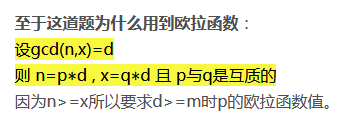 至于这道题为什么用到欧拉函数：
设gcd(n,x)=d
则 n=p*d , x=q*d 且 p与q是互质的
因为n>=x所以要求d>=m时p的欧拉函数值。